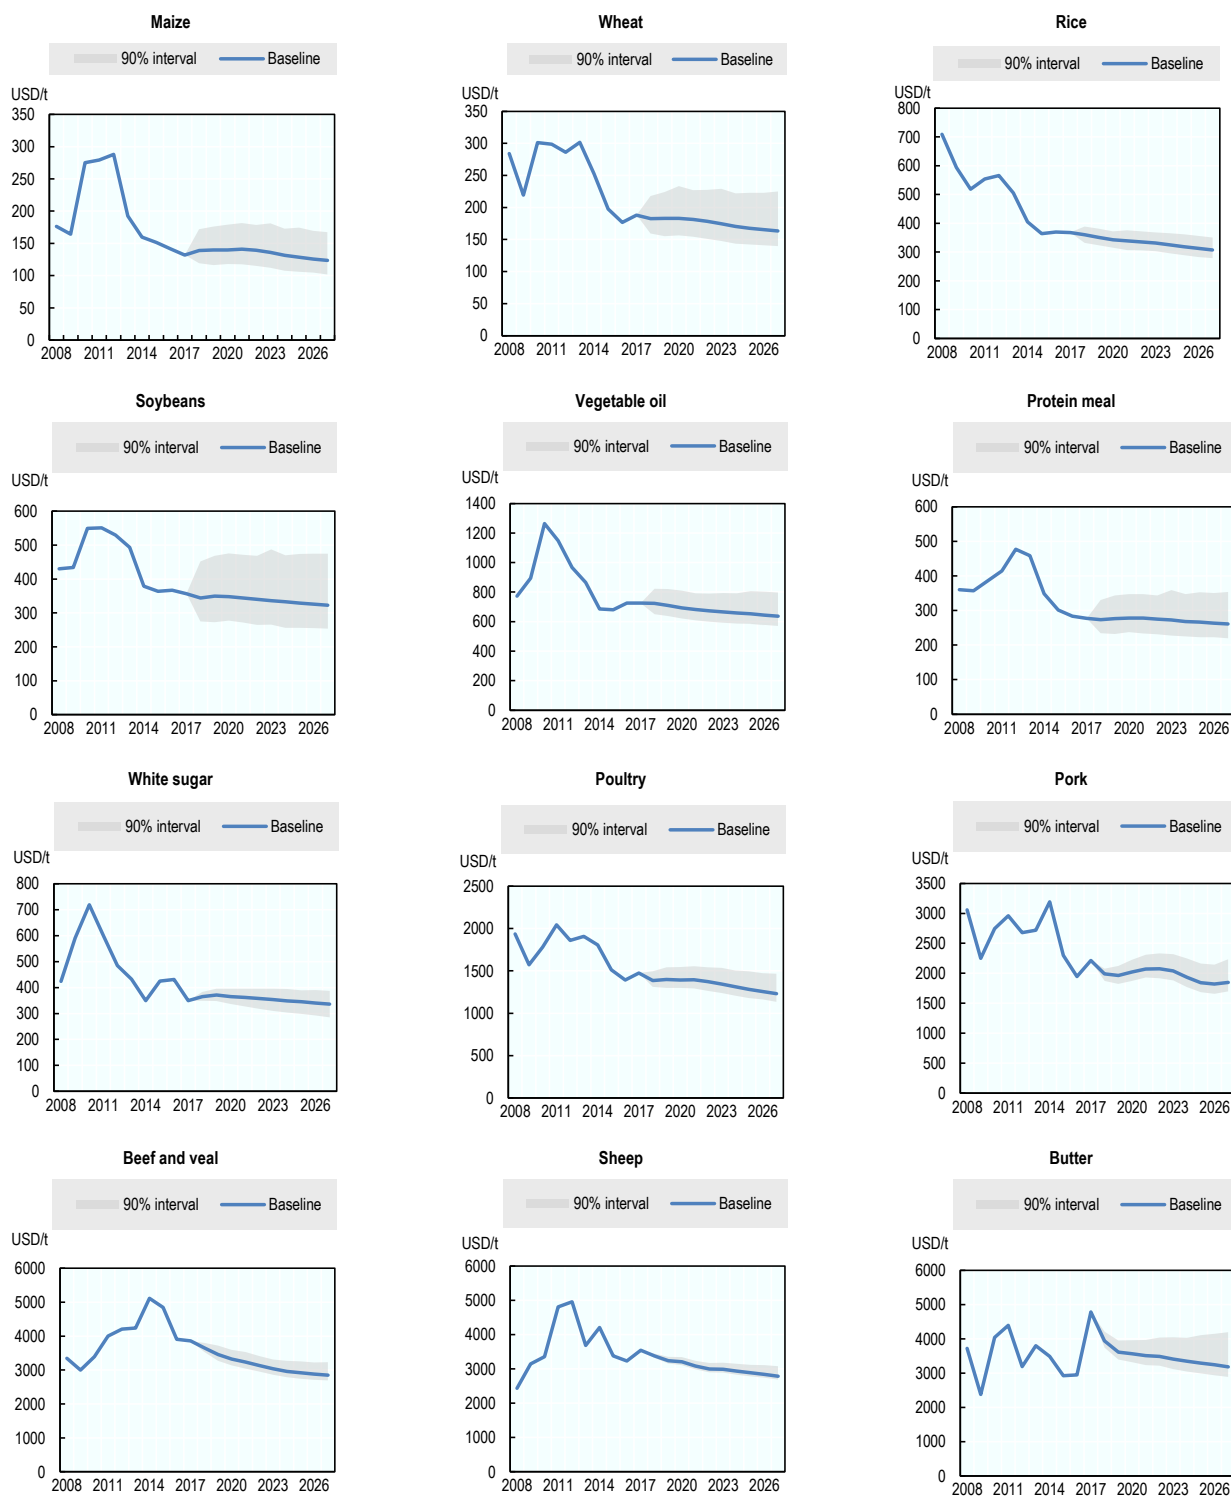 Maize
90% interval Baseline
USD/t
350
300
250
200
150
100
50
0
2008 2011 2014 2017 2020 2023 2026
Wheat
90% interval Baseline
USD/t
350
300
250
200
150
100
50
0
2008 2011 2014 2017 2020 2023 2026
Rice
90% interval Baseline
USD/t
800
700
600
500
400
300
200
100
0
2008 2011 2014 2017 2020 2023 2026
Soybeans
90% interval Baseline
USD/t
600
500
400
300
200
100
0
2008 2011 2014 2017 2020 2023 2026
Vegetable oil
90% interval Baseline
USD/t
1400
1200
1000
800
600
400
200
0
2008 2011 2014 2017 2020 2023 2026
Protein meal
90% interval Baseline
USD/t
600
500
400
300
200
100
0
2008 2011 2014 2017 2020 2023 2026
White sugar
90% interval Baseline
USD/t
800
700
600
500
400
300
200
100
0
2008 2011 2014 2017 2020 2023 2026
Poultry
90% interval Baseline
USD/t
2500
2000
1500
1000
500
0
2008 2011 2014 2017 2020 2023 2026
Pork
90% interval Baseline
USD/t
3500
3000
2500
2000
1500
1000
500
0
2008 2011 2014 2017 2020 2023 2026
Beef and veal
90% interval Baseline
USD/t
6000
5000
4000
3000
2000
1000
0
2008 2011 2014 2017 2020 2023 2026
Sheep
90% interval Baseline
USD/t
6000
5000
4000
3000
2000
1000
0
2008 2011 2014 2017 2020 2023 2026
Butter
90% interval Baseline
USD/t
6000
5000
4000
3000
2000
1000
0
2008 2011 2014 2017 2020 2023 2026